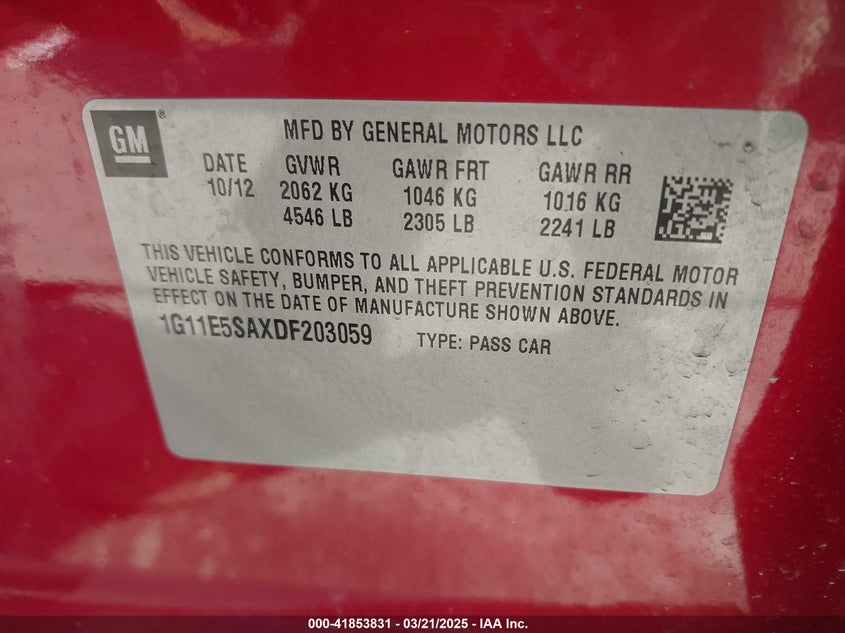 GM
®
MFD BY GENERAL MOTORS LLC
DATE GVWR GAWR FRT GAWR RR
10/12 2062 KG 1046 KG 1016 KG
4546 LB 2305 LB 2241 LB
THIS VEHICLE CONFORMS TO ALL APPLICABLE U.S. FEDERAL MOTOR
VEHICLE SAFETY, BUMPER, AND THEFT PREVENTION STANDARDS IN
EFFECT ON THE DATE OF MANUFACTURE SHOWN ABOVE.
1G11E5SAXDF203059 TYPE: PASS CAR
000-41853831 - 03/21/2025 - IAA Inc.